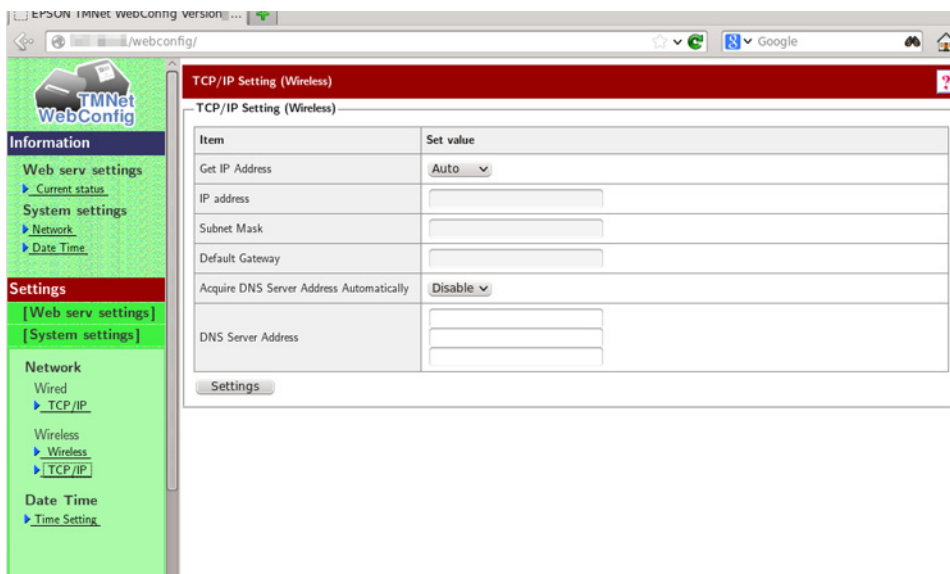 EPSON TMNet WebConfig Version ...
/webconfig/
Google
TMNet
WebConfig
Information
Web serv settings
Current status
System settings
Network
Date Time
Settings
[Web serv settings]
[System settings]
Network
Wired
TCP/IP
Wireless
Wireless
TCP/IP
Date Time
Time Setting
TCP/IP Setting (Wireless)
?
TCP/IP Setting (Wireless)
Item Set value
Get IP Address Auto
IP address
Subnet Mask
Default Gateway
Acquire DNS Server Address Automatically Disable
DNS Server Address
Settings